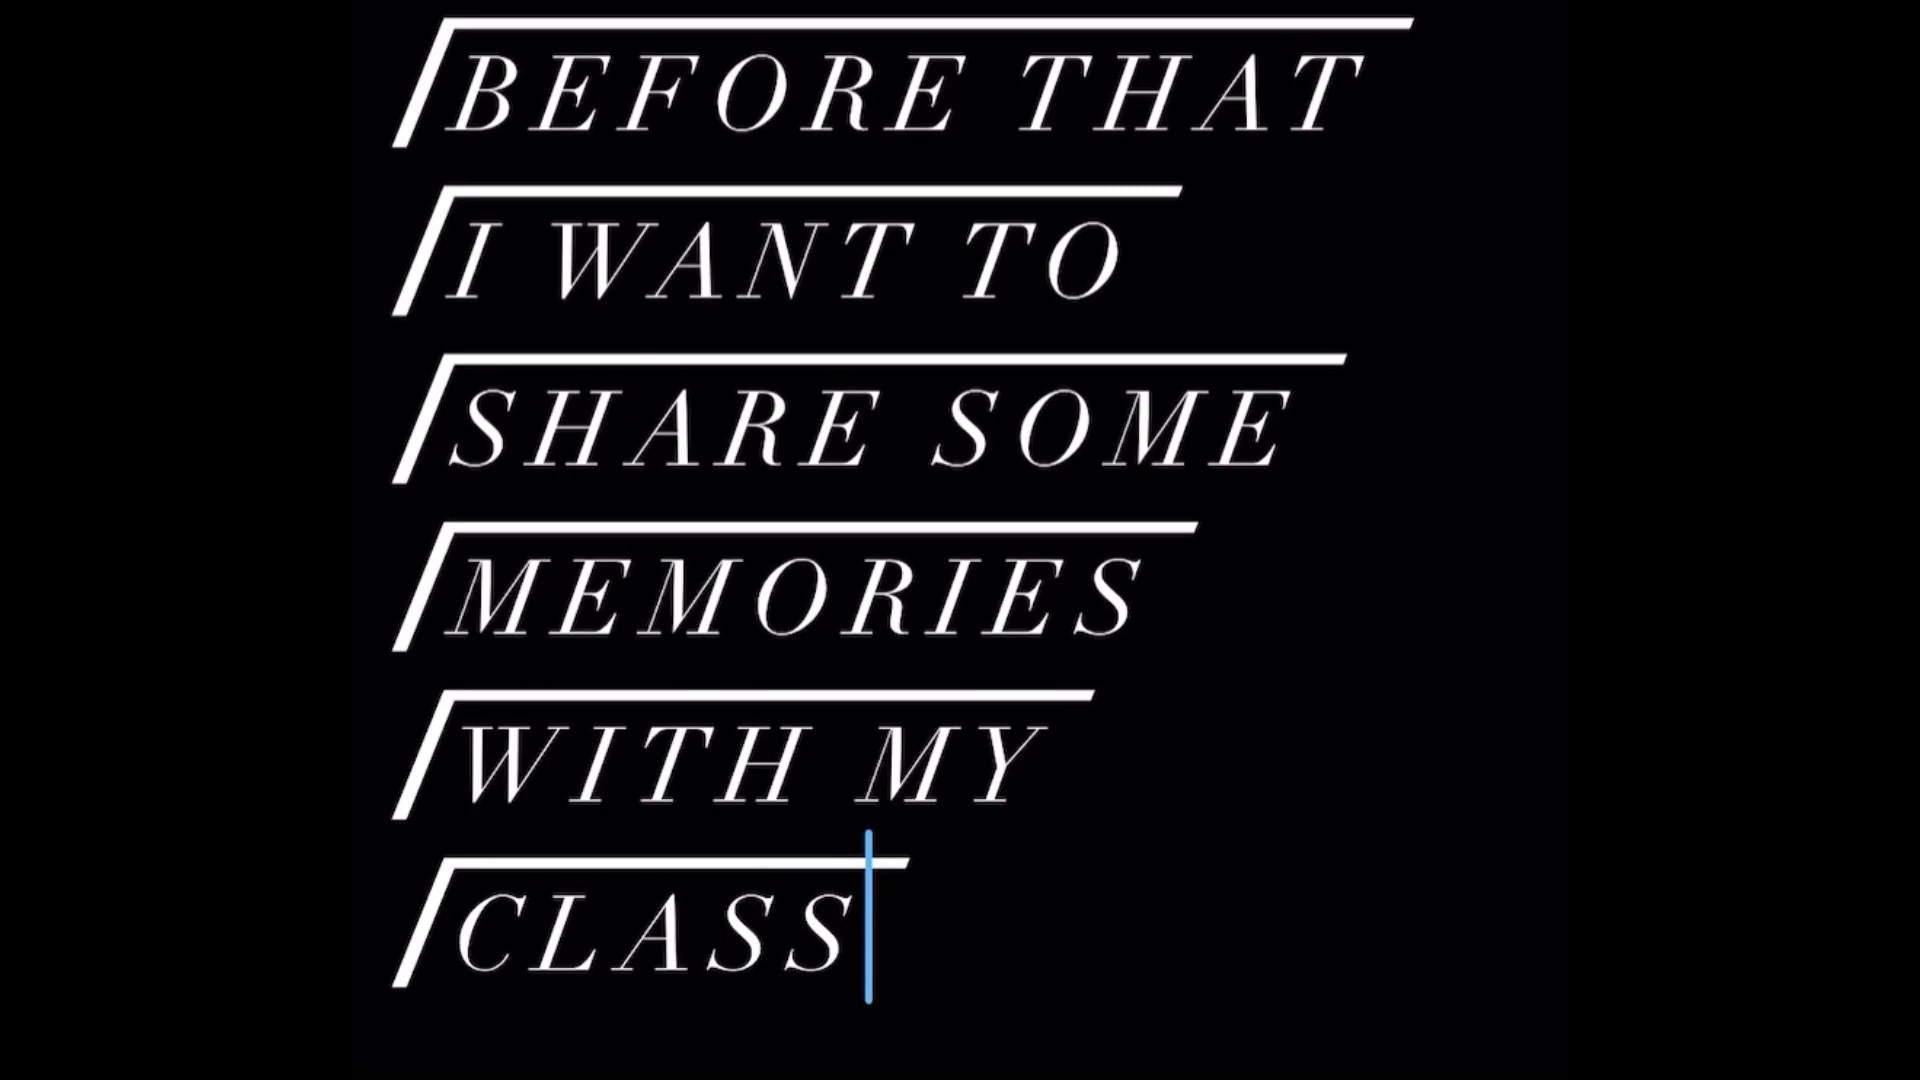 BEFORE THAT
I WANT TO
SHARE SOME
MEMORIES
WITH MY
CLASS